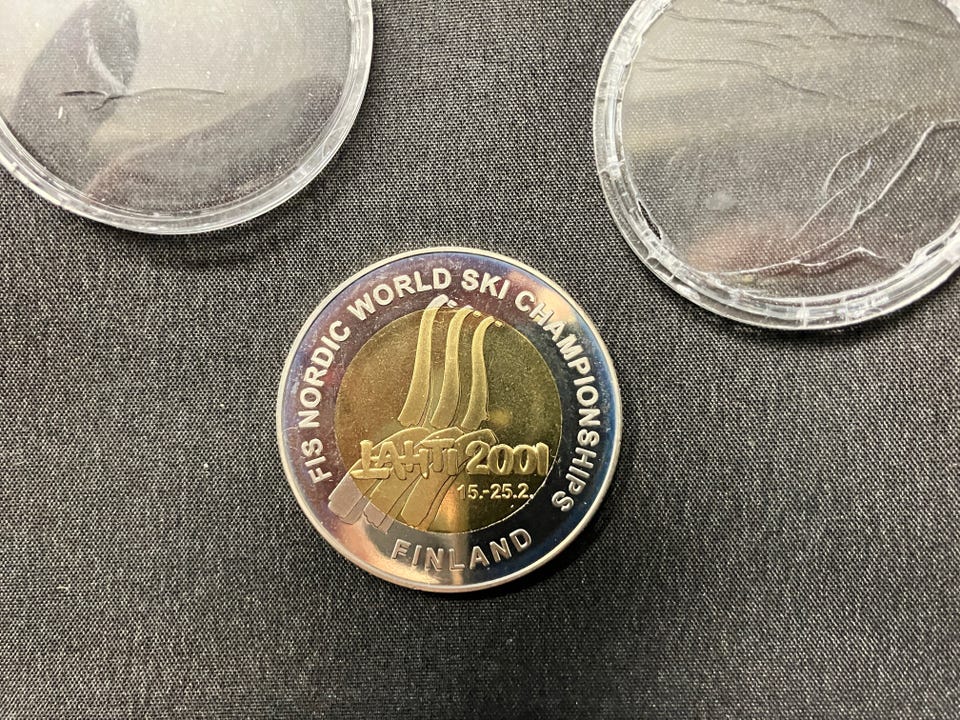 FIS NORDIC WORLD SKI CHAMPIONSHIPS
LAHTI 2001
15.-25.2.
FINLAND